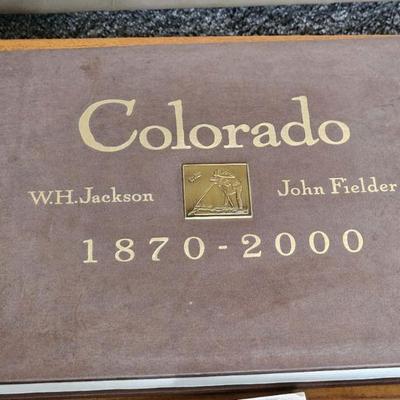 Colorado
W.H. Jackson John Fielder
1870-2000